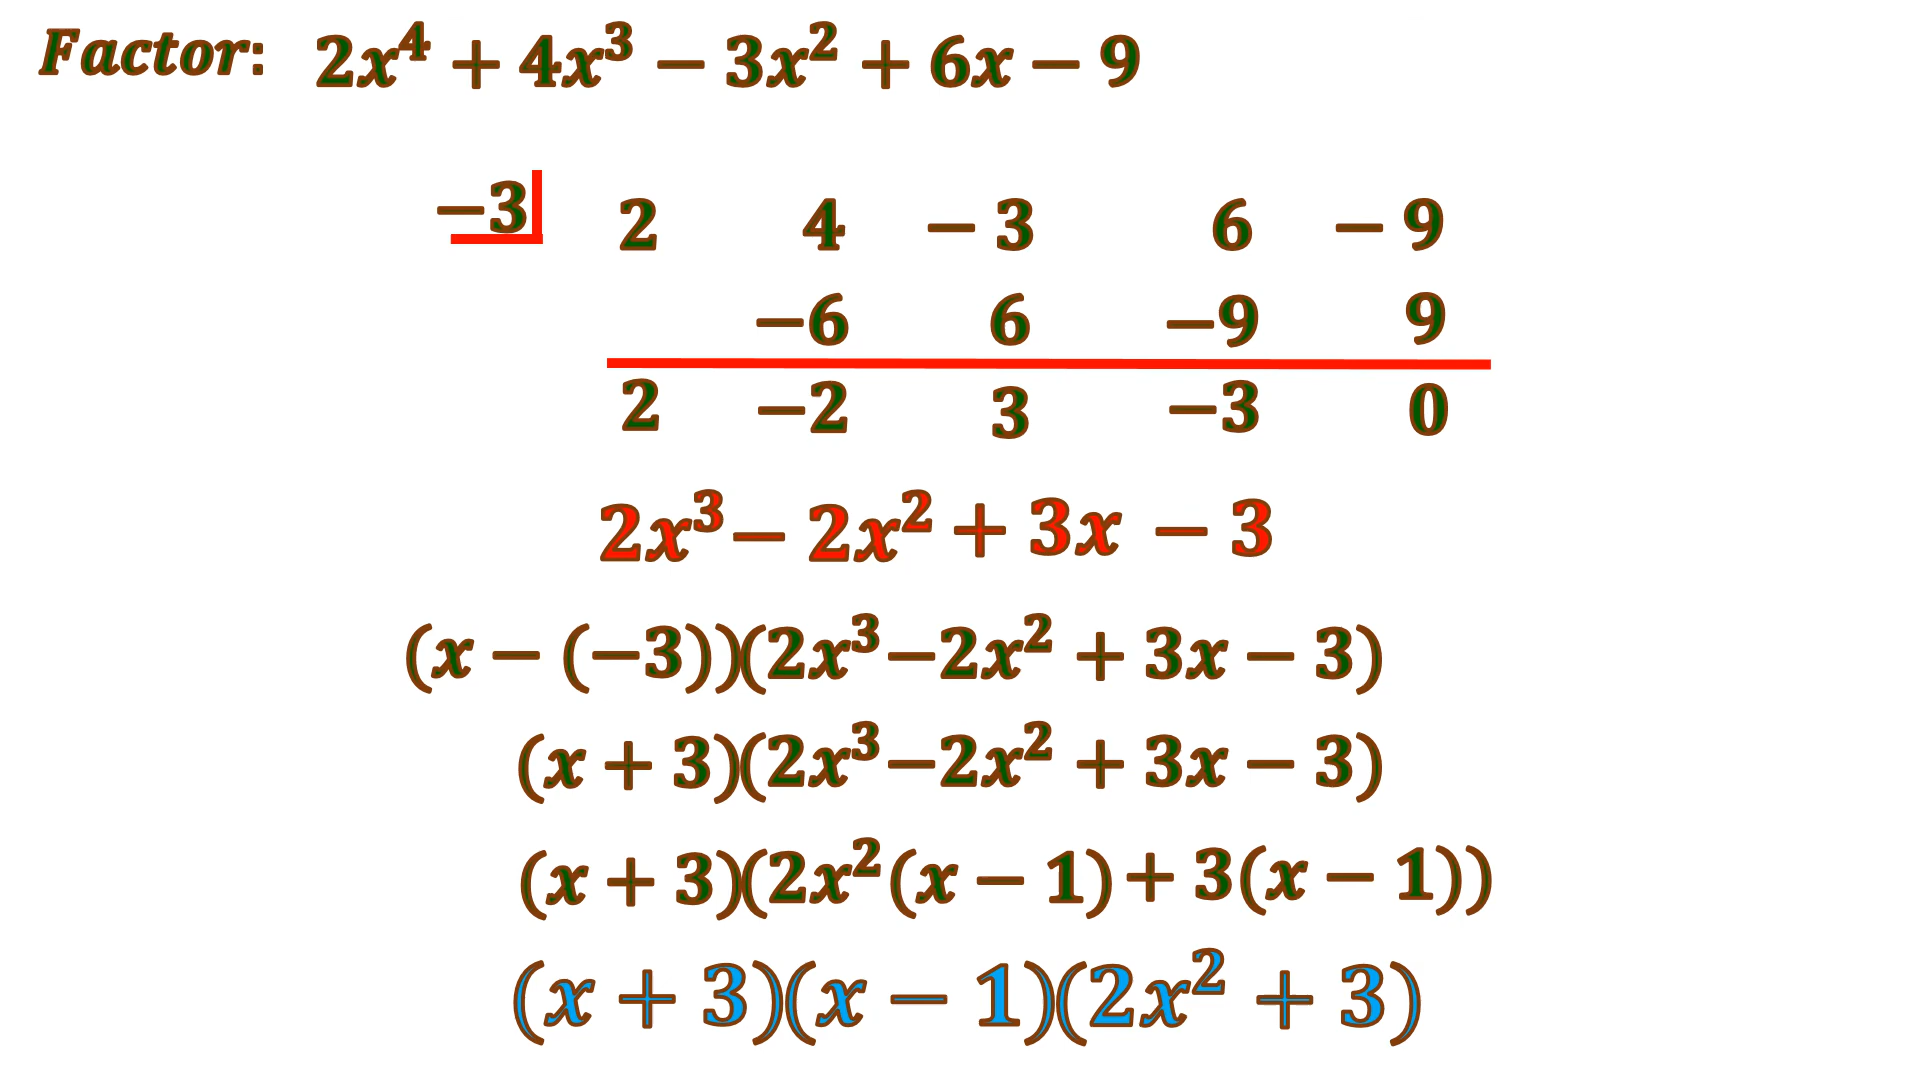 Factor: 2x⁴ + 4x³ − 3x² + 6x − 9
−3 2 4 − 3 6 − 9
−6 6 −9 9
2 −2 3 −3 0
2x³− 2x² + 3x − 3
(x − (−3))(2x³−2x² + 3x − 3)
(x + 3)(2x³−2x² + 3x − 3)
(x + 3)(2x²(x − 1) + 3(x − 1))
(x + 3)(x − 1)(2x² + 3)